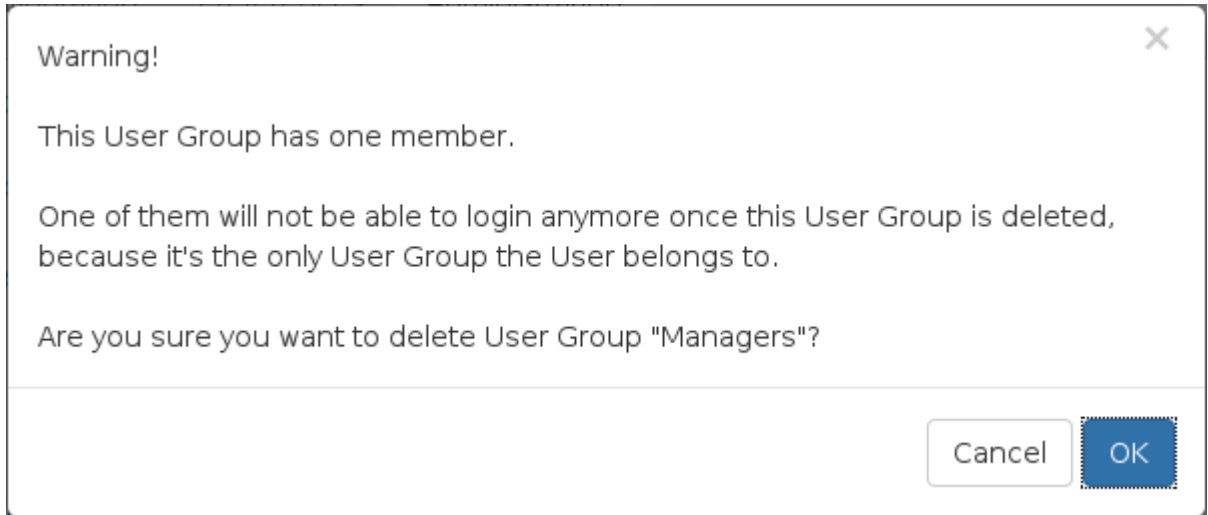 Warning!
This User Group has one member.
One of them will not be able to login anymore once this User Group is deleted,
because it's the only User Group the User belongs to.
Are you sure you want to delete User Group "Managers"?
Cancel OK